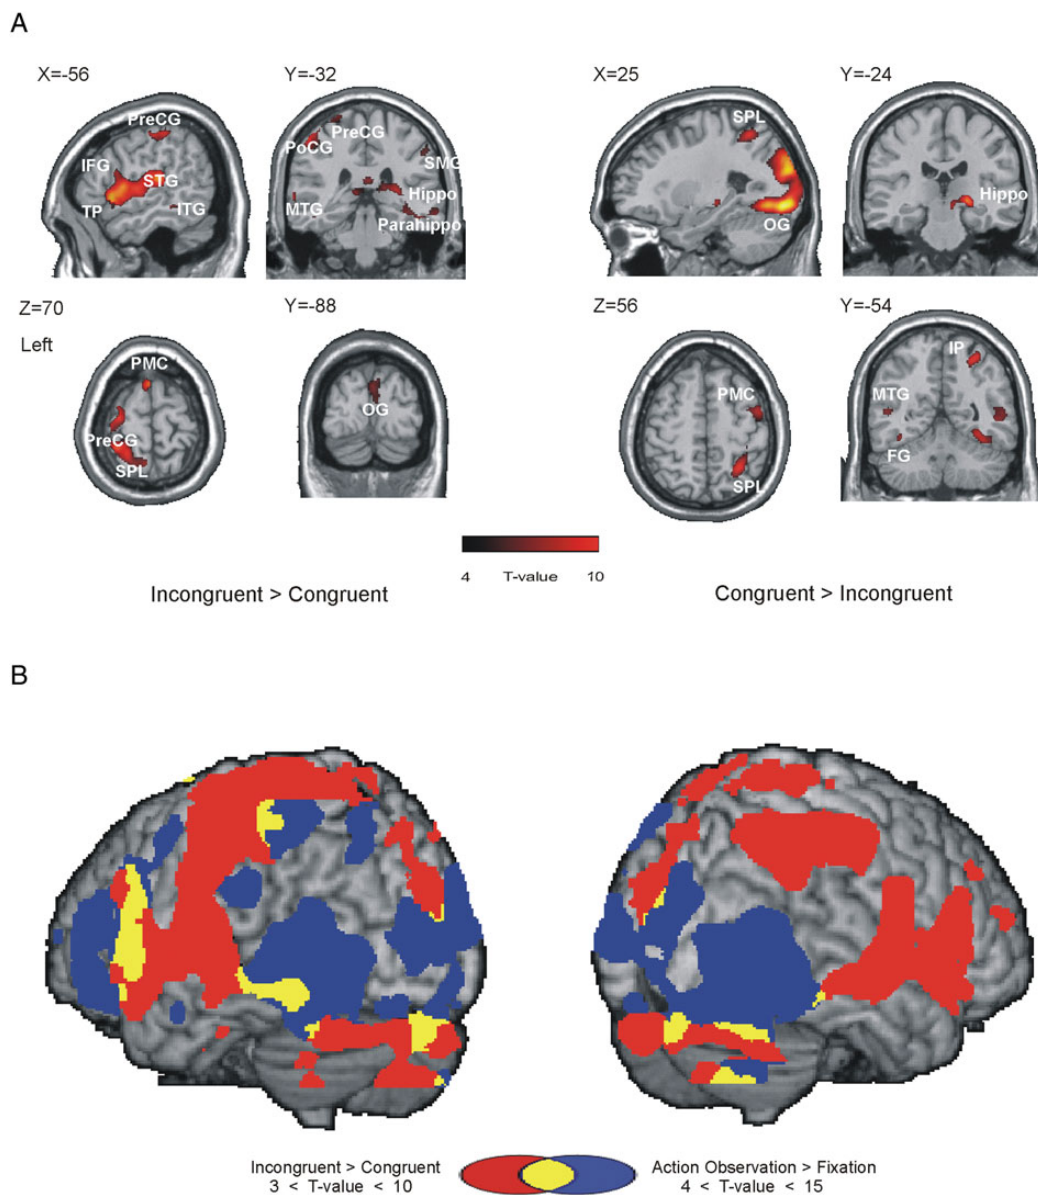 A
X=-56
Y=-32
X=25
Y=-24
PreCG
IFG
STG
TP
ITG
PreCG
PoCG
SMG
Hippo
MTG
Parahippo
SPL
OG
Hippo
Z=70
Y=-88
Z=56
Y=-54
Left
PMC
PreCG
SPL
OG
PMC
SPL
IP
MTG
FG
4 T-value 10
Incongruent > Congruent
Congruent > Incongruent
B
Incongruent > Congruent
3 < T-value < 10
Action Observation > Fixation
4 < T-value < 15